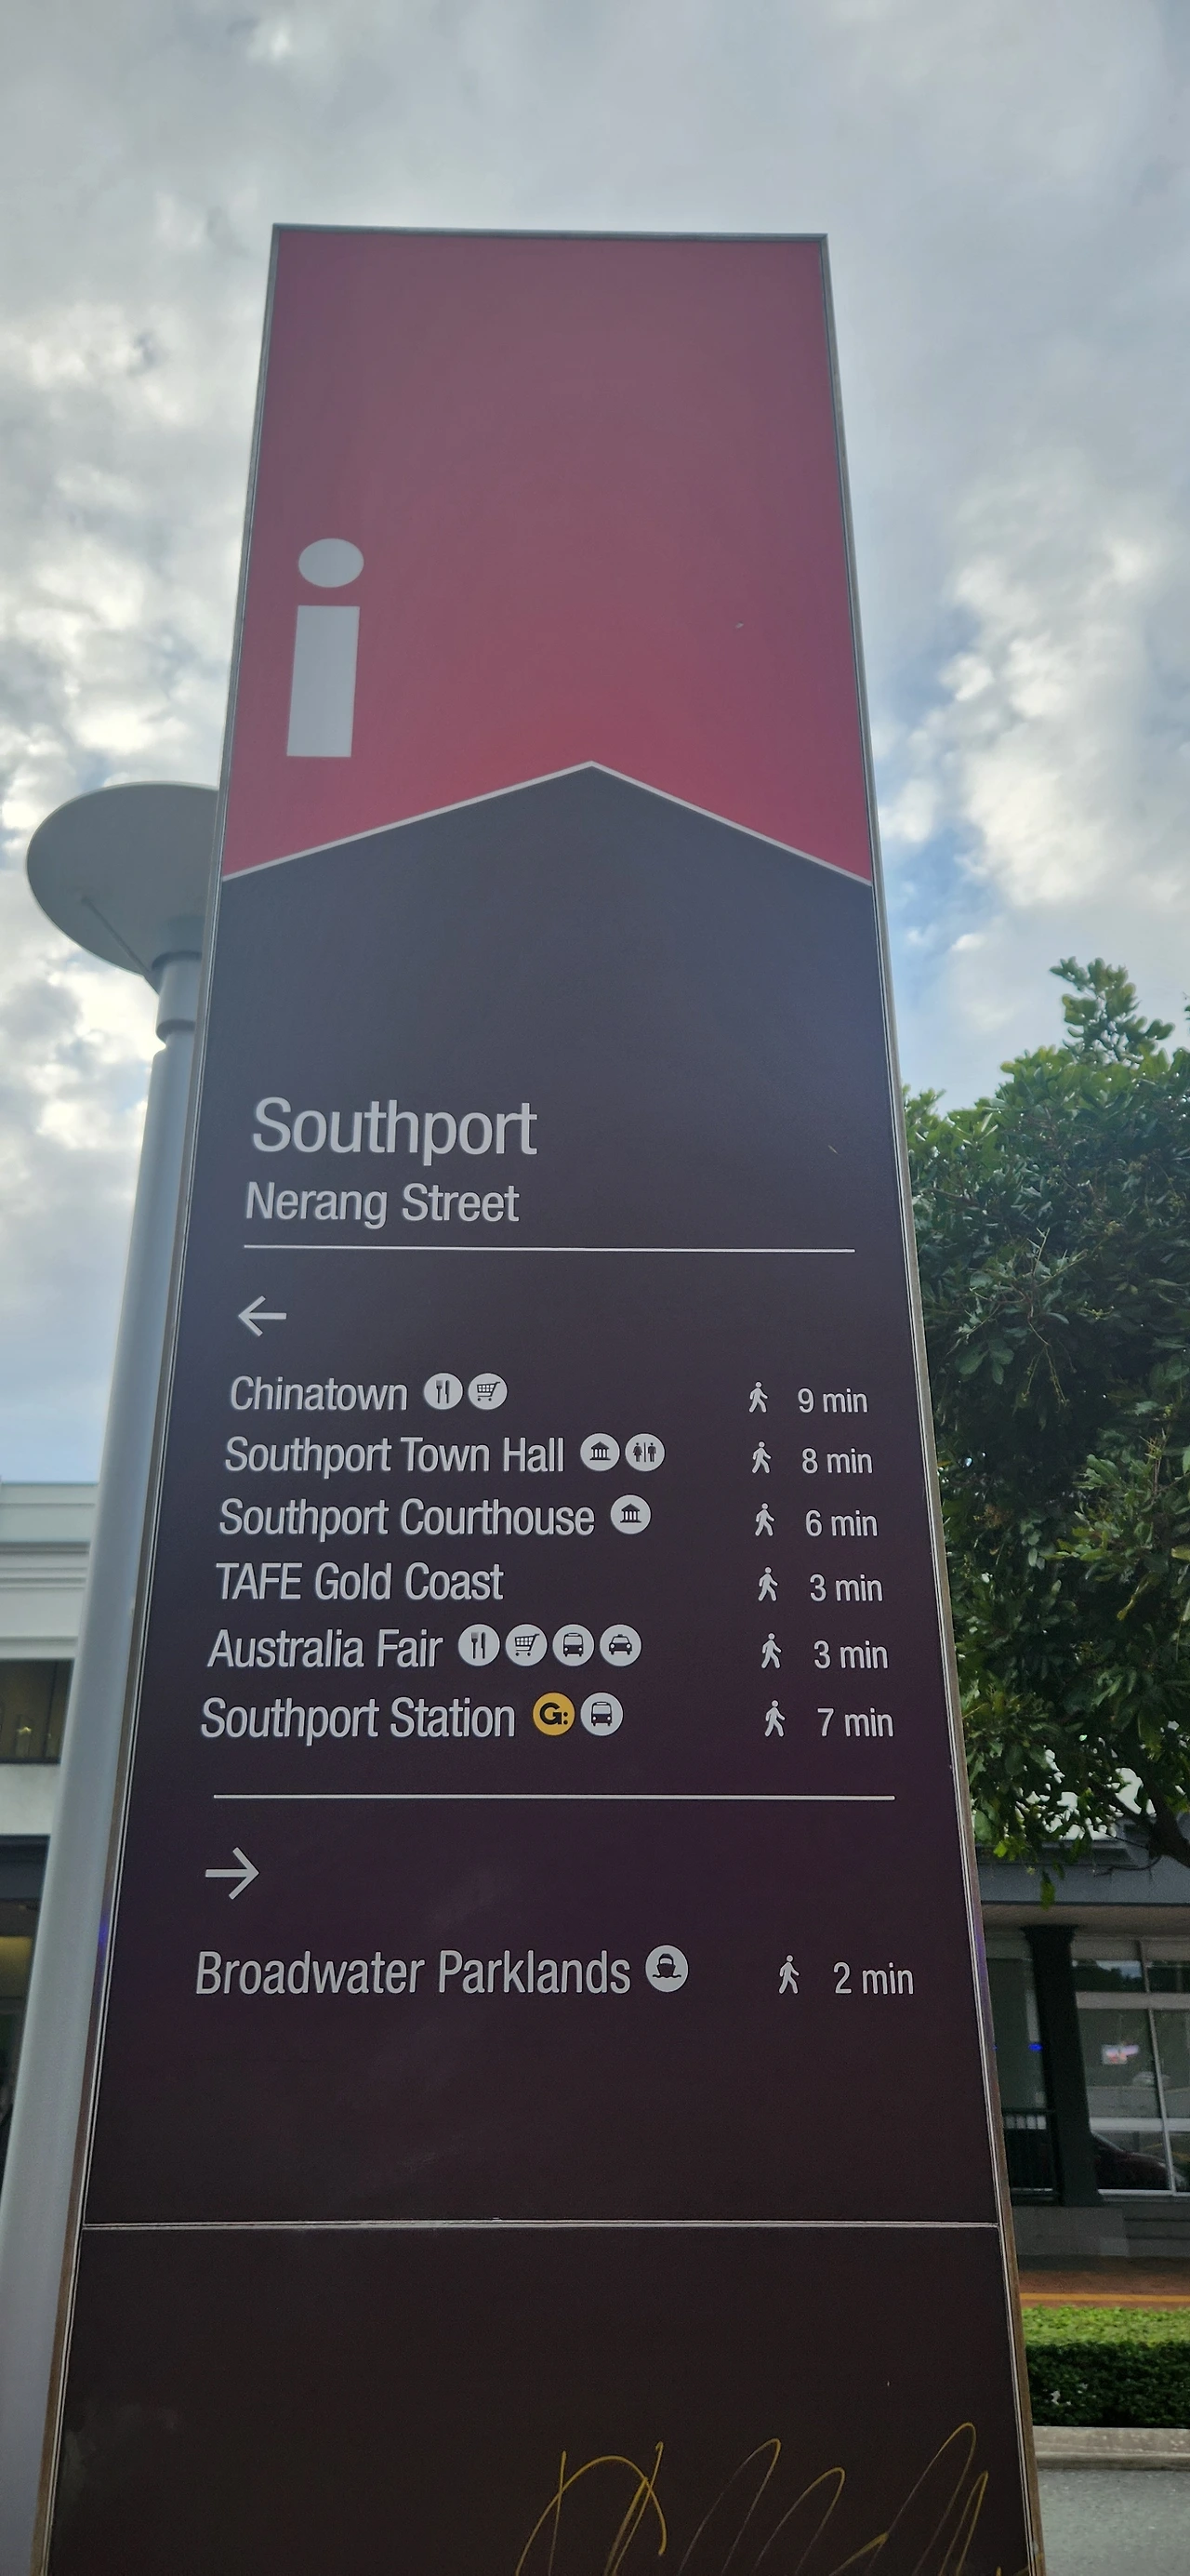 i
Southport
Nerang Street
←
Chinatown 9 min
Southport Town Hall 8 min
Southport Courthouse 6 min
TAFE Gold Coast 3 min
Australia Fair 3 min
Southport Station G: 7 min
→
Broadwater Parklands 2 min